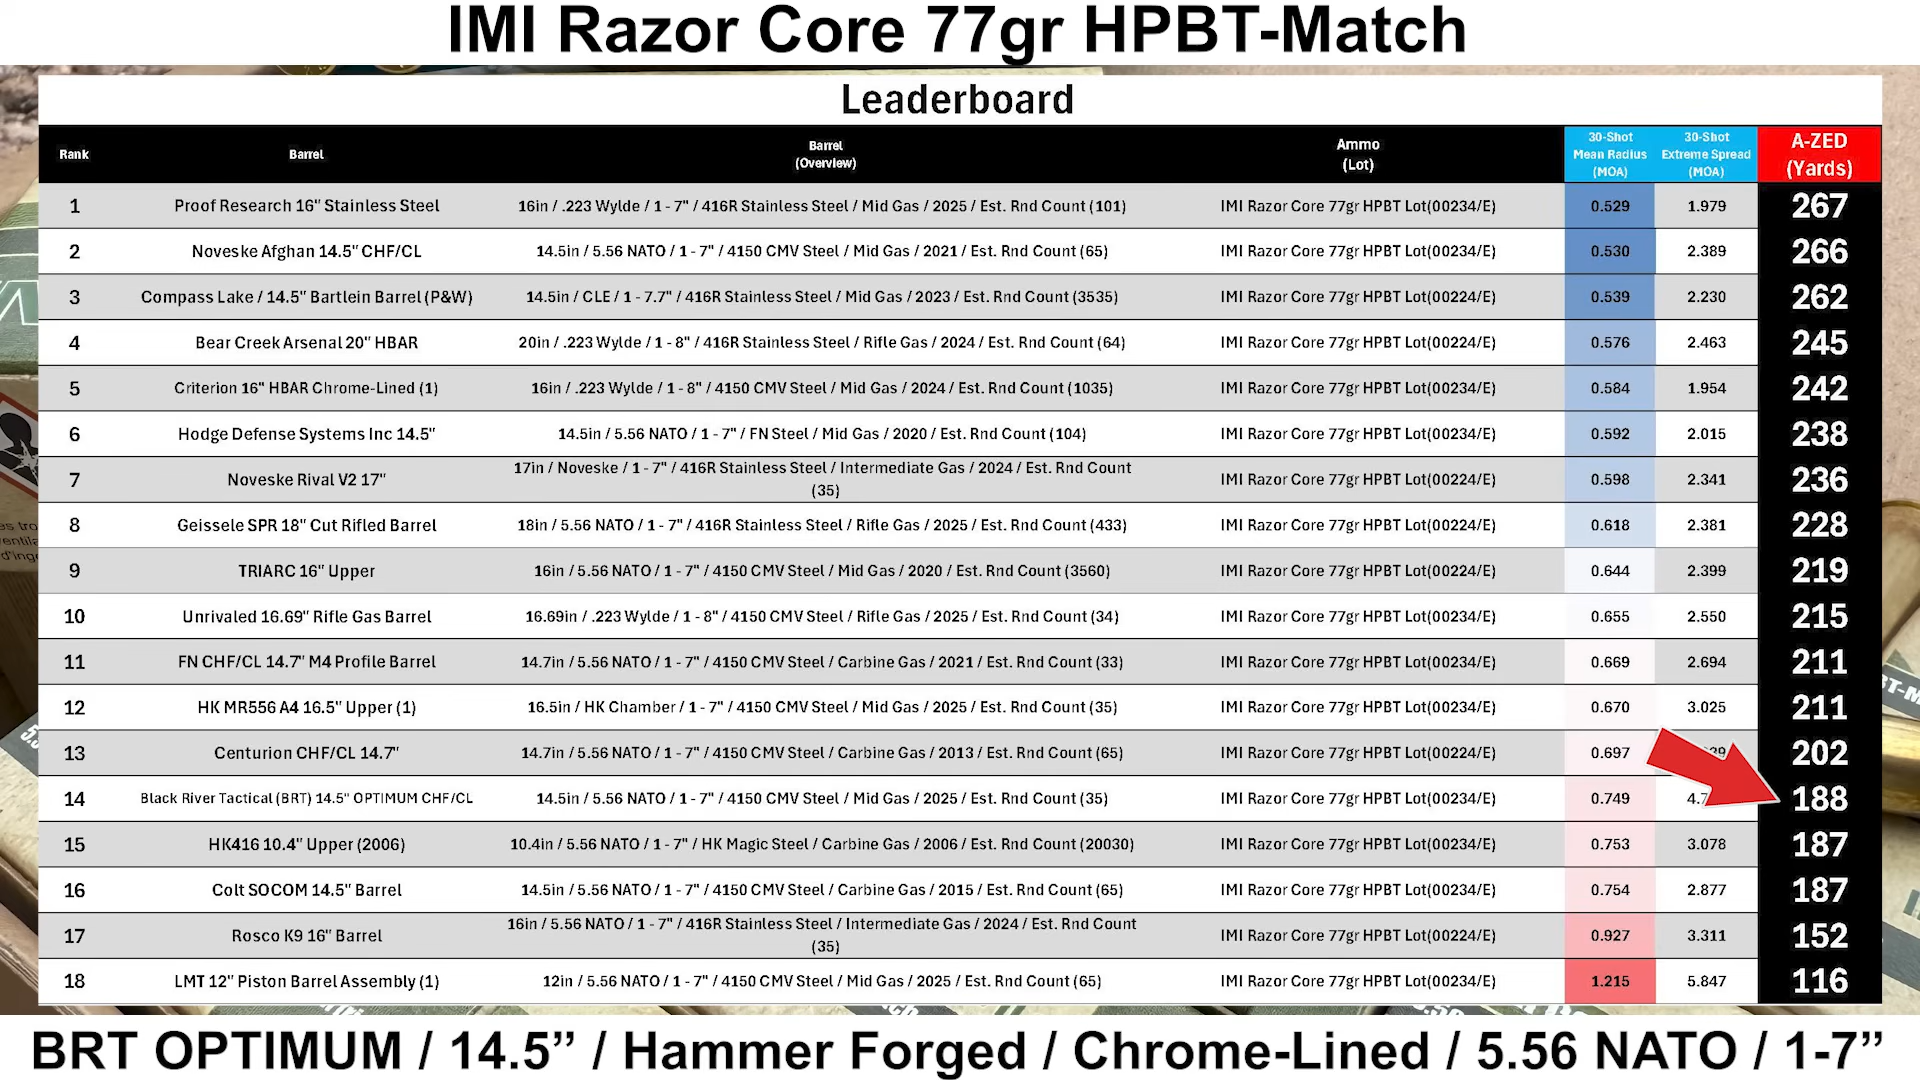 IMI Razor Core 77gr HPBT-Match
Leaderboard
Rank Barrel Barrel (Overview) Ammo (Lot) 30-Shot Mean Radius (MOA) 30-Shot Extreme Spread (MOA) A-ZED (Yards)
1 Proof Research 16" Stainless Steel 16in / .223 Wylde / 1 - 7" / 416R Stainless Steel / Mid Gas / 2025 / Est. Rnd Count (101) IMI Razor Core 77gr HPBT Lot(00234/E) 0.529 1.979 267
2 Noveske Afghan 14.5" CHF/CL 14.5in / 5.56 NATO / 1 - 7" / 4150 CMV Steel / Mid Gas / 2021 / Est. Rnd Count (65) IMI Razor Core 77gr HPBT Lot(00234/E) 0.530 2.389 266
3 Compass Lake / 14.5" Bartlein Barrel (P&W) 14.5in / CLE / 1 - 7.7" / 416R Stainless Steel / Mid Gas / 2023 / Est. Rnd Count (3535) IMI Razor Core 77gr HPBT Lot(00224/E) 0.539 2.230 262
4 Bear Creek Arsenal 20" HBAR 20in / .223 Wylde / 1 - 8" / 416R Stainless Steel / Rifle Gas / 2024 / Est. Rnd Count (64) IMI Razor Core 77gr HPBT Lot(00224/E) 0.576 2.463 245
5 Criterion 16" HBAR Chrome-Lined (1) 16in / .223 Wylde / 1 - 8" / 4150 CMV Steel / Mid Gas / 2024 / Est. Rnd Count (1035) IMI Razor Core 77gr HPBT Lot(00234/E) 0.584 1.954 242
6 Hodge Defense Systems Inc 14.5" 14.5in / 5.56 NATO / 1 - 7" / FN Steel / Mid Gas / 2020 / Est. Rnd Count (104) IMI Razor Core 77gr HPBT Lot(00234/E) 0.592 2.015 238
7 Noveske Rival V2 17" 17in / Noveske / 1 - 7" / 416R Stainless Steel / Intermediate Gas / 2024 / Est. Rnd Count (35) IMI Razor Core 77gr HPBT Lot(00224/E) 0.598 2.341 236
8 Geissele SPR 18" Cut Rifled Barrel 18in / 5.56 NATO / 1 - 7" / 416R Stainless Steel / Rifle Gas / 2025 / Est. Rnd Count (433) IMI Razor Core 77gr HPBT Lot(00224/E) 0.618 2.381 228
9 TRIARC 16" Upper 16in / 5.56 NATO / 1 - 7" / 4150 CMV Steel / Mid Gas / 2020 / Est. Rnd Count (3560) IMI Razor Core 77gr HPBT Lot(00224/E) 0.644 2.399 219
10 Unrivaled 16.69" Rifle Gas Barrel 16.69in / .223 Wylde / 1 - 8" / 4150 CMV Steel / Rifle Gas / 2025 / Est. Rnd Count (34) IMI Razor Core 77gr HPBT Lot(00234/E) 0.655 2.550 215
11 FN CHF/CL 14.7" M4 Profile Barrel 14.7in / 5.56 NATO / 1 - 7" / 4150 CMV Steel / Carbine Gas / 2021 / Est. Rnd Count (33) IMI Razor Core 77gr HPBT Lot(00234/E) 0.669 2.694 211
12 HK MR556 A4 16.5" Upper (1) 16.5in / HK Chamber / 1 - 7" / 4150 CMV Steel / Mid Gas / 2025 / Est. Rnd Count (35) IMI Razor Core 77gr HPBT Lot(00234/E) 0.670 3.025 211
13 Centurion CHF/CL 14.7" 14.7in / 5.56 NATO / 1 - 7" / 4150 CMV Steel / Carbine Gas / 2013 / Est. Rnd Count (65) IMI Razor Core 77gr HPBT Lot(00224/E) 0.697 202
14 Black River Tactical (BRT) 14.5" OPTIMUM CHF/CL 14.5in / 5.56 NATO / 1 - 7" / 4150 CMV Steel / Mid Gas / 2025 / Est. Rnd Count (35) IMI Razor Core 77gr HPBT Lot(00234/E) 0.749 188
15 HK416 10.4" Upper (2006) 10.4in / 5.56 NATO / 1 - 7" / HK Magic Steel / Carbine Gas / 2006 / Est. Rnd Count (20030) IMI Razor Core 77gr HPBT Lot(00234/E) 0.753 3.078 187
16 Colt SOCOM 14.5" Barrel 14.5in / 5.56 NATO / 1 - 7" / 4150 CMV Steel / Carbine Gas / 2015 / Est. Rnd Count (65) IMI Razor Core 77gr HPBT Lot(00234/E) 0.754 2.877 187
17 Rosco K9 16" Barrel 16in / 5.56 NATO / 1 - 7" / 416R Stainless Steel / Intermediate Gas / 2024 / Est. Rnd Count (35) IMI Razor Core 77gr HPBT Lot(00224/E) 0.927 3.311 152
18 LMT 12" Piston Barrel Assembly (1) 12in / 5.56 NATO / 1 - 7" / 4150 CMV Steel / Mid Gas / 2025 / Est. Rnd Count (65) IMI Razor Core 77gr HPBT Lot(00234/E) 1.215 5.847 116
BRT OPTIMUM / 14.5” / Hammer Forged / Chrome-Lined / 5.56 NATO / 1-7”